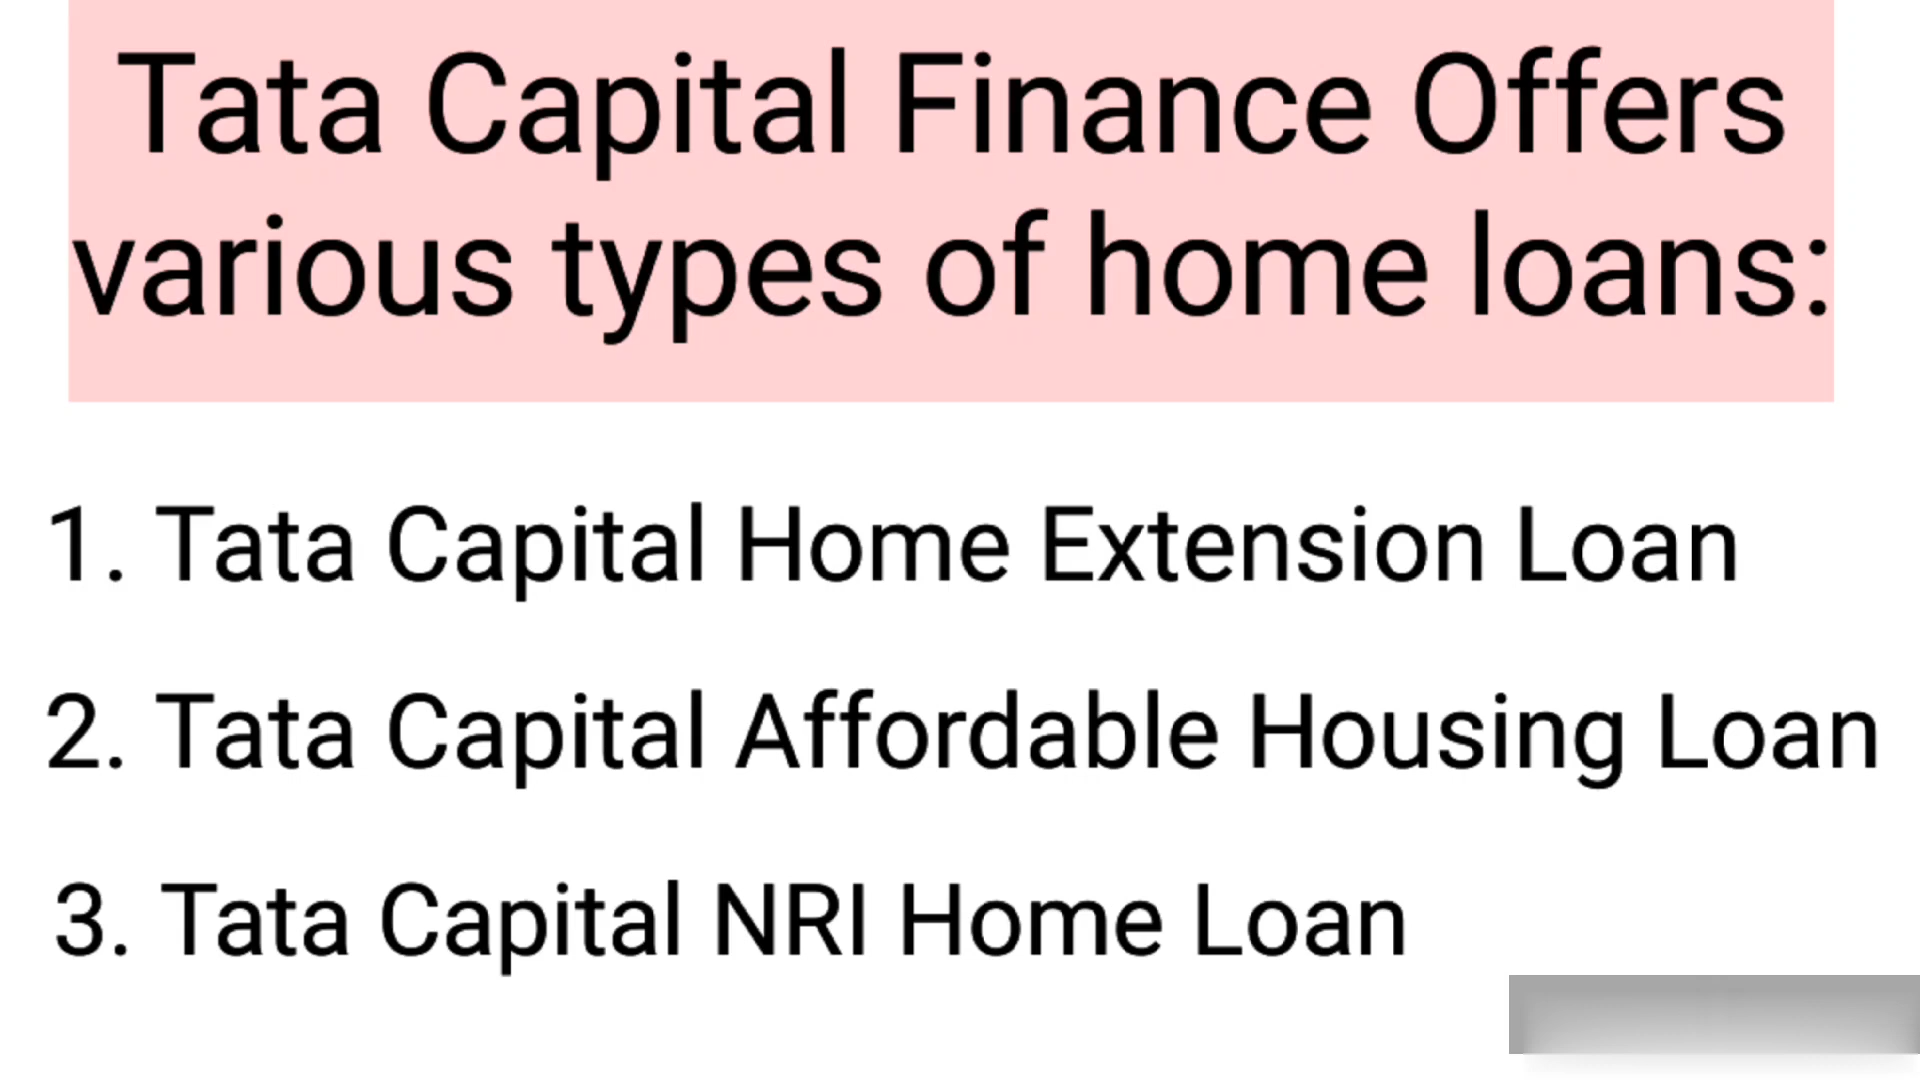 Tata Capital Finance Offers
various types of home loans:
1. Tata Capital Home Extension Loan
2. Tata Capital Affordable Housing Loan
3. Tata Capital NRI Home Loan